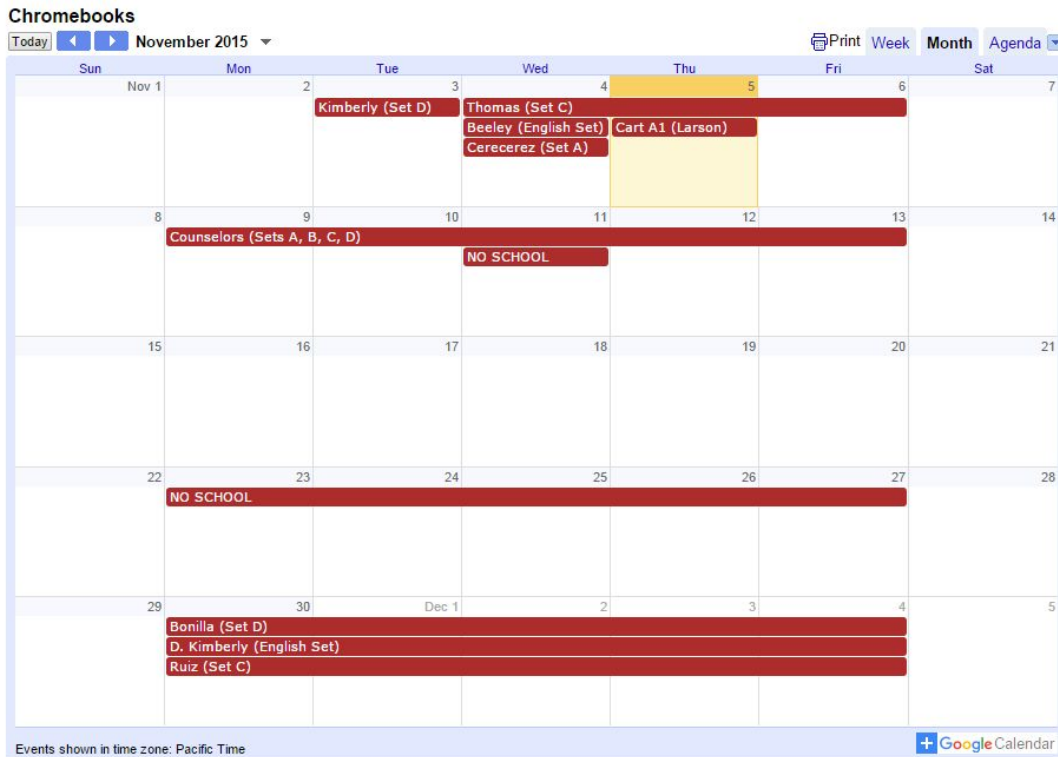 Chromebooks
Today November 2015 Print Week Month Agenda
Sun Mon Tue Wed Thu Fri Sat
Nov 1 2 3 4 5 6 7
Kimberly (Set D) Thomas (Set C)
Beeley (English Set) Cart A1 (Larson)
Cerecerez (Set A)
8 9 10 11 12 13 14
Counselors (Sets A, B, C, D)
NO SCHOOL
15 16 17 18 19 20 21
22 23 24 25 26 27 28
NO SCHOOL
29 30 Dec 1 2 3 4 5
Bonilla (Set D)
D. Kimberly (English Set)
Ruiz (Set C)
Events shown in time zone: Pacific Time
Google Calendar